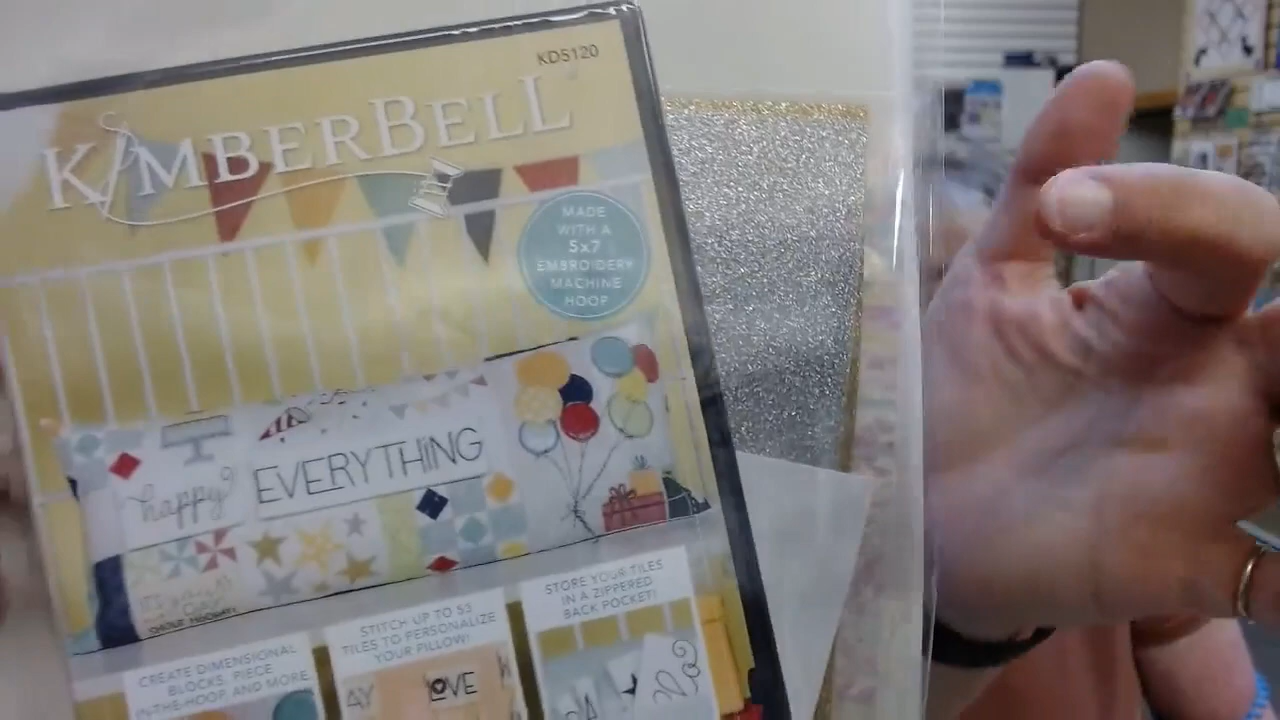 KD5120
KIMBERBELL
MADE
WITH A
5x7
EMBROIDERY
MACHINE
HOOP
happy
EVERYTHING
STORE YOUR TILES
IN A ZIPPERED
BACK POCKET!
STITCH UP TO 53
TILES TO PERSONALIZE
YOUR PILLOW!
CREATE DIMENSIONAL
BLOCKS, PIECE
IN-THE-HOOP, AND MORE
AY
LOVE